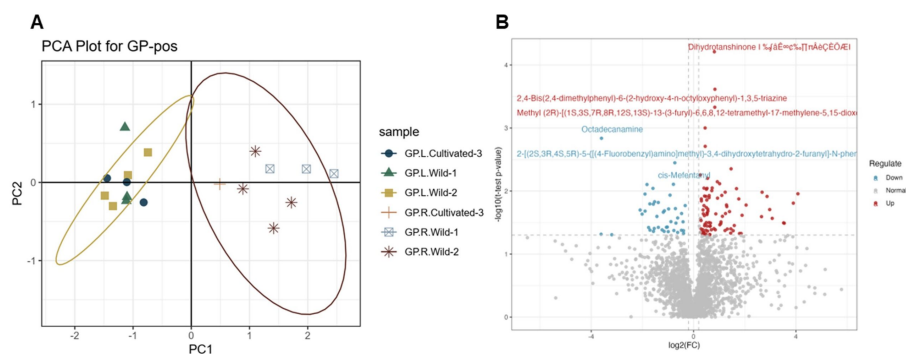 A
PCA Plot for GP-pos
1
0
-1
PC2
-2
-1
0
1
2
PC1
sample
GP.L.Cultivated-3
GP.L.Wild-1
GP.L.Wild-2
GP.R.Cultivated-3
GP.R.Wild-1
GP.R.Wild-2
B
Dihydrotanshinone I
2,4-Bis(2,4-dimethylphenyl)-6-(2-hydroxy-4-n-octyloxyphenyl)-1,3,5-triazine
Methyl (2R)-[(1S,3S,7R,8R,12S,13S)-13-(3-furyl)-6,6,8,12-tetramethyl-17-methylene-5,15-diox
Octadecanamine
2-[(2S,3R,4S,5R)-5-{[(4-Fluorobenzyl)amino]methyl}-3,4-dihydroxytetrahydro-2-furanyl]-N-phen
cis-Mefentanyl
4
3
2
1
0
-log10(t-test p-value)
-4
0
4
log2(FC)
Regulate
Down
Normal
Up